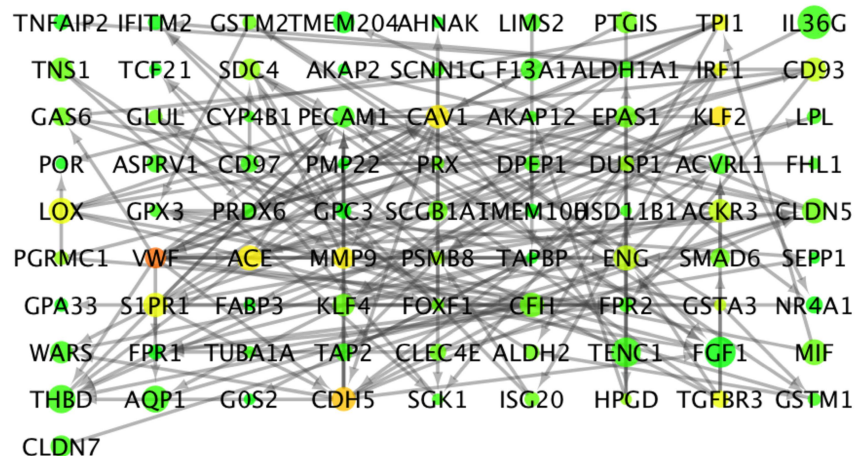 TNFAIP2 IFITM2 GSTM2 TMEM204 AHNAK LIMS2 PTGIS TPI1 IL36G
TNS1 TCF21 SDC4 AKAP2 SCNN1G F13A1 ALDH1A1 IRF1 CD93
GAS6 GLUL CYP4B1 PECAM1 CAV1 AKAP12 EPAS1 KLF2 LPL
POR ASPRV1 CD97 PMP22 PRX DPEP1 DUSP1 ACVRL1 FHL1
LOX GPX3 PRDX6 GPC3 SCGB1A1 TMEM100 HSD11B1 ACKR3 CLDN5
PGRMC1 VWF ACE MMP9 PSMB8 TAPBP ENG SMAD6 SEPP1
GPA33 S1PR1 FABP3 KLF4 FOXF1 CFH FPR2 GSTA3 NR4A1
WARS FPR1 TUBA1A TAP2 CLEC4E ALDH2 TENC1 FGF1 MIF
THBD AQP1 G0S2 CDH5 SGK1 ISG20 HPGD TGFBR3 GSTM1
CLDN7